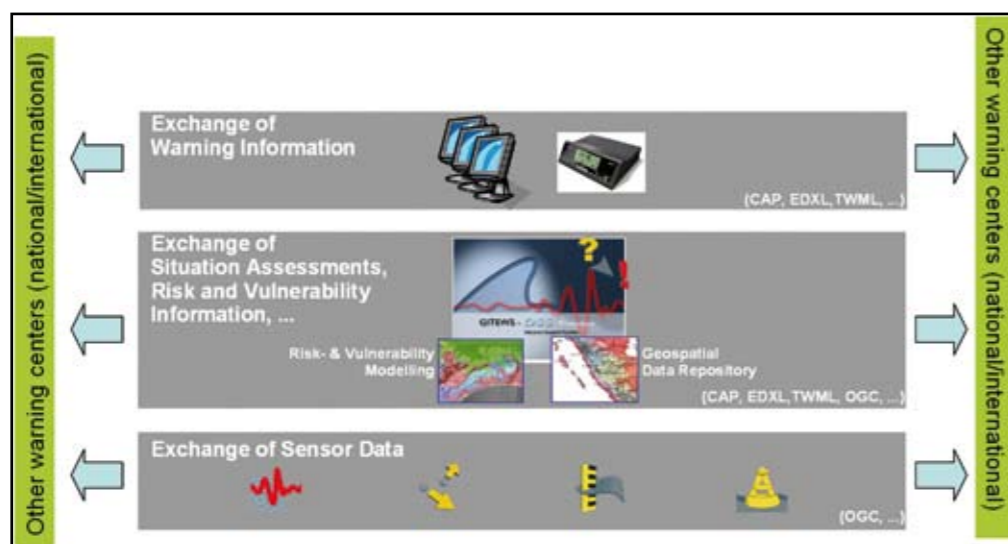 Other warning centers (national/international)
Exchange of
Warning Information
(CAP, EDXL,TWML, ...)
Exchange of
Situation Assessments,
Risk and Vulnerability
Information, ...
?
!
GITEWS -
Risk- & Vulnerability
Modelling
Geospatial
Data Repository
(CAP, EDXL,TWML, OGC, ...)
Exchange of Sensor Data
(OGC, ...)
Other warning centers (national/international)